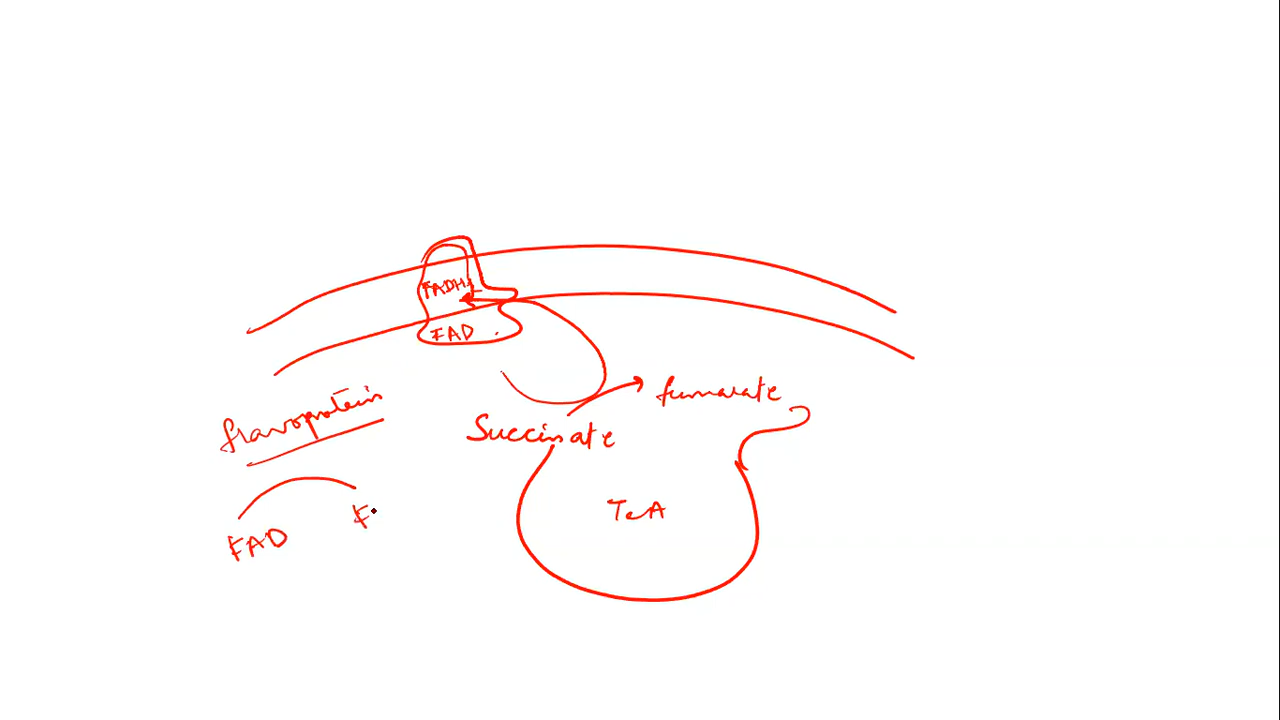 FADH2
FAD
flavoprotein
fumarate
Succinate
TCA
FAD
F